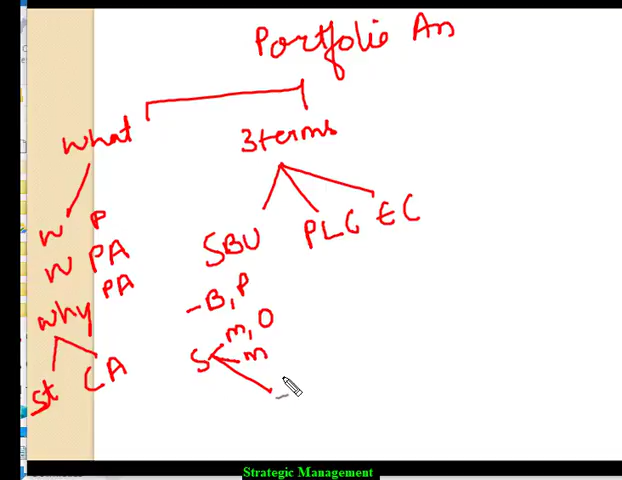 Portfolio An
What
3 terms
W P
W PA
Why PA
St CA
SBU PLC EC
- B, P
S m, O
m
Strategic Management